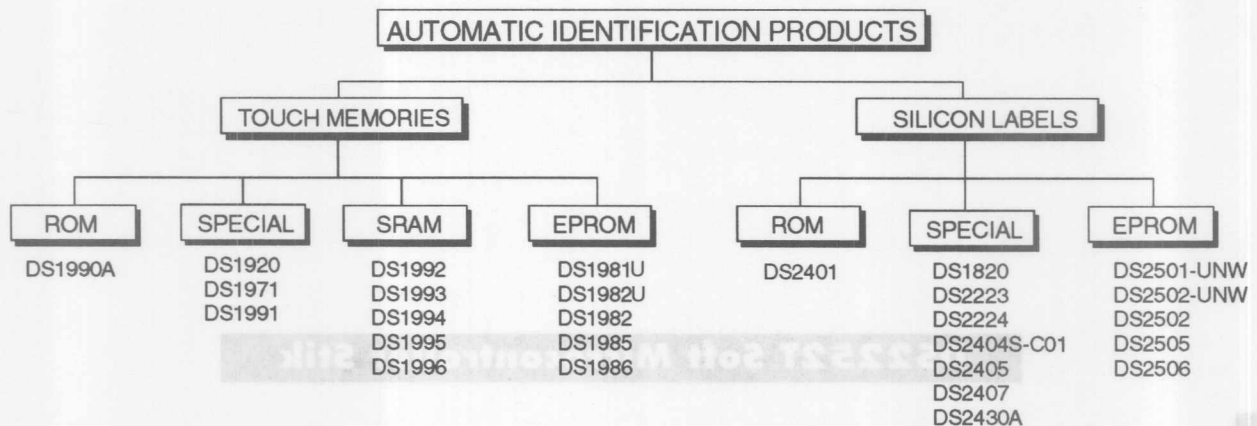 AUTOMATIC IDENTIFICATION PRODUCTS
TOUCH MEMORIES
SILICON LABELS
ROM
DS1990A
SPECIAL
DS1920
DS1971
DS1991
SRAM
DS1992
DS1993
DS1994
DS1995
DS1996
EPROM
DS1981U
DS1982U
DS1982
DS1985
DS1986
ROM
DS2401
SPECIAL
DS1820
DS2223
DS2224
DS2404S-C01
DS2405
DS2407
DS2430A
EPROM
DS2501-UNW
DS2502-UNW
DS2502
DS2505
DS2506